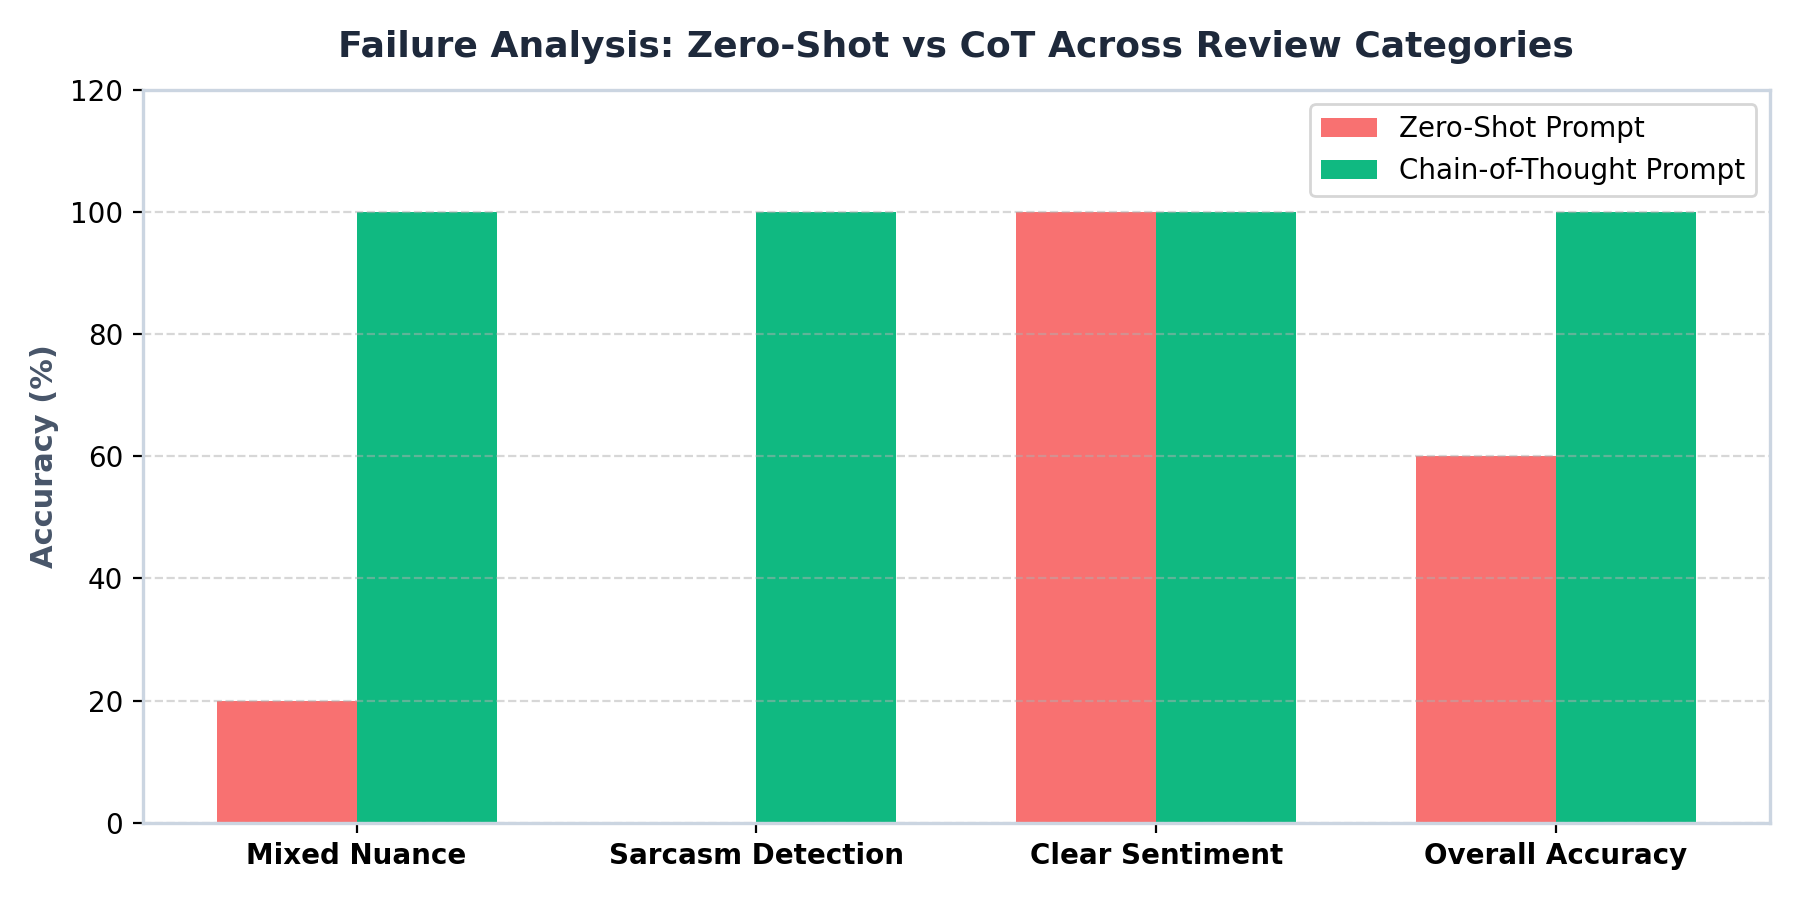 Failure Analysis: Zero-Shot vs CoT Across Review Categories
120
100
80
60
40
20
0
Accuracy (%)
Zero-Shot Prompt
Chain-of-Thought Prompt
Mixed Nuance
Sarcasm Detection
Clear Sentiment
Overall Accuracy